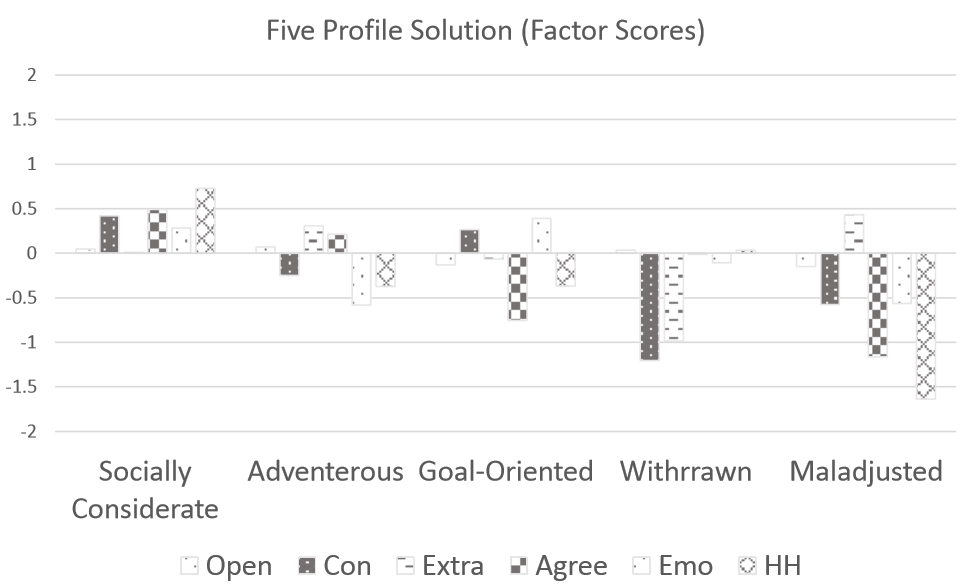 Five Profile Solution (Factor Scores)
2
1.5
1
0.5
0
-0.5
-1
-1.5
-2
Socially Considerate
Adventerous
Goal-Oriented
Withrrawn
Maladjusted
Open
Con
Extra
Agree
Emo
HH